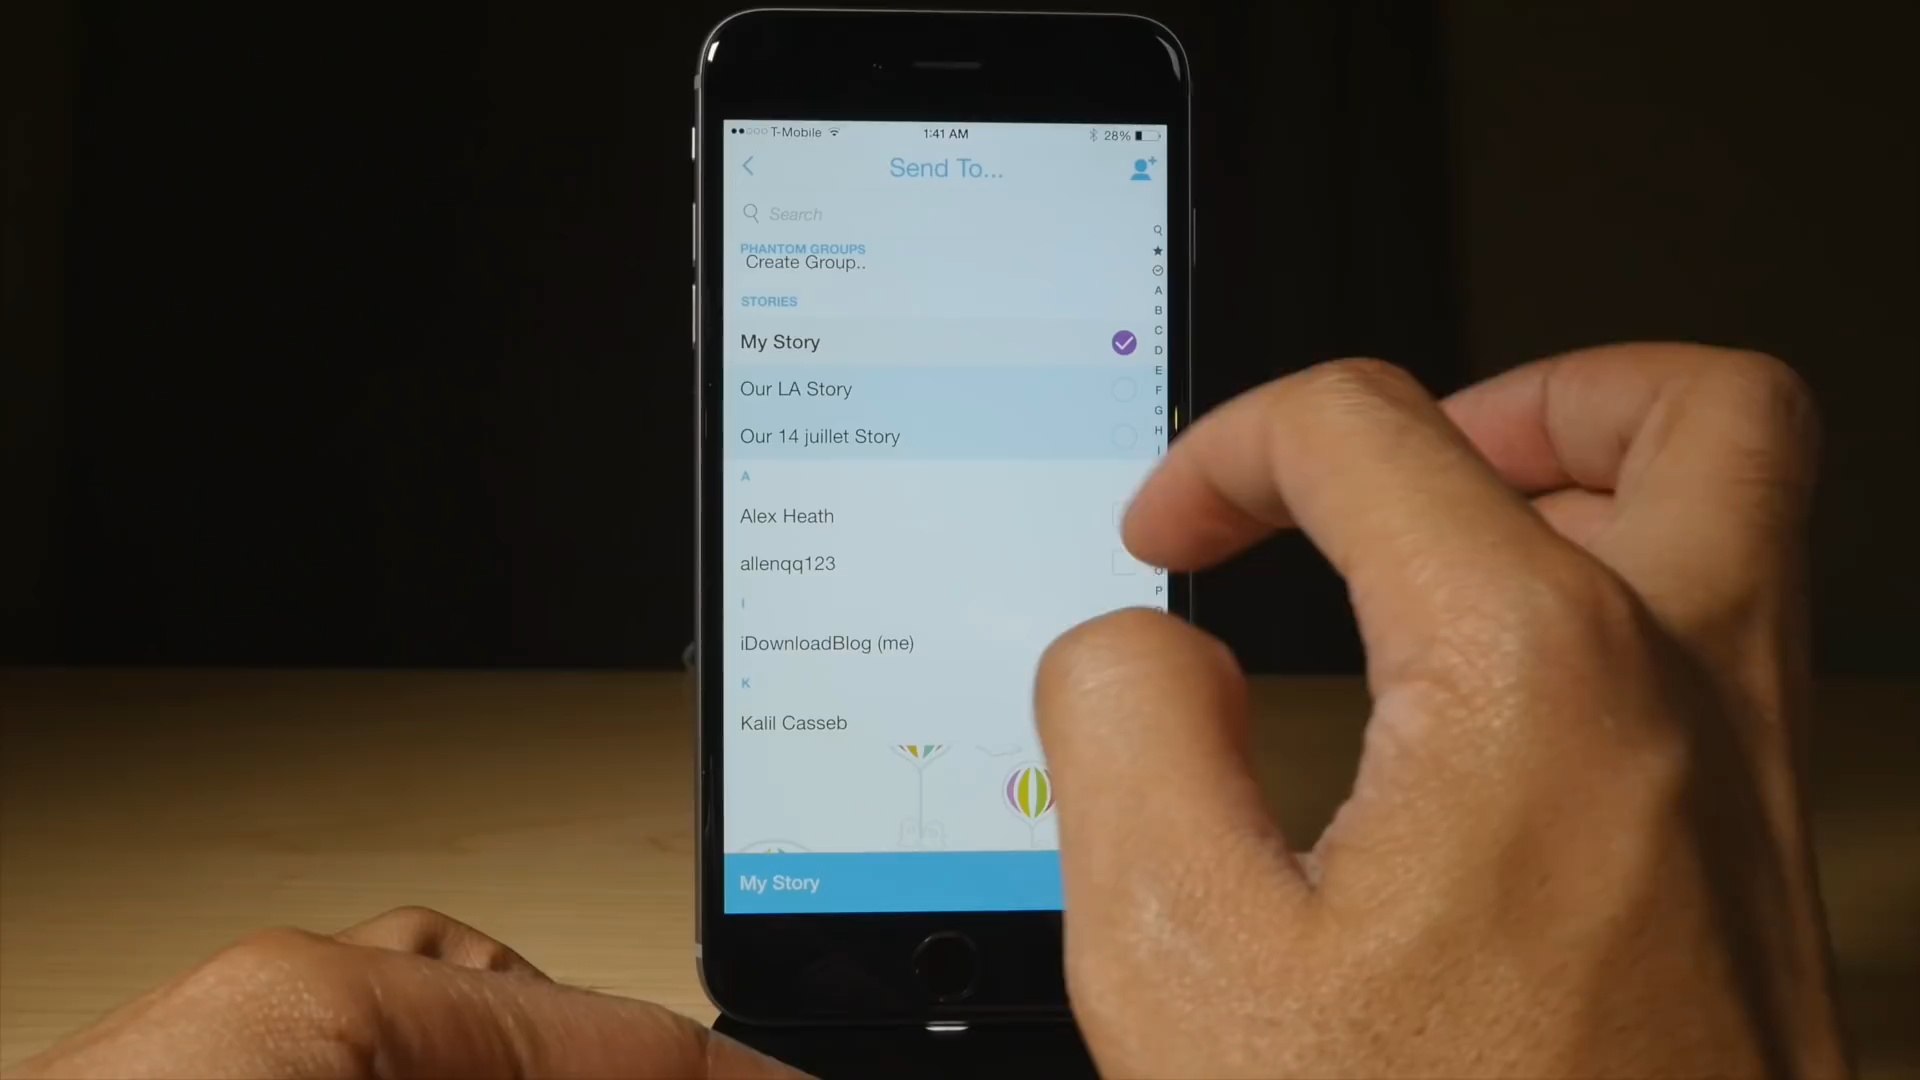 T-Mobile 1:41 AM 28%
Send To...
Search
PHANTOM GROUPS
Create Group..
STORIES
My Story
Our LA Story
Our 14 juillet Story
A
Alex Heath
allenqq123
I
iDownloadBlog (me)
K
Kalil Casseb
My Story
A
B
C
D
E
F
G
H
I
O
P